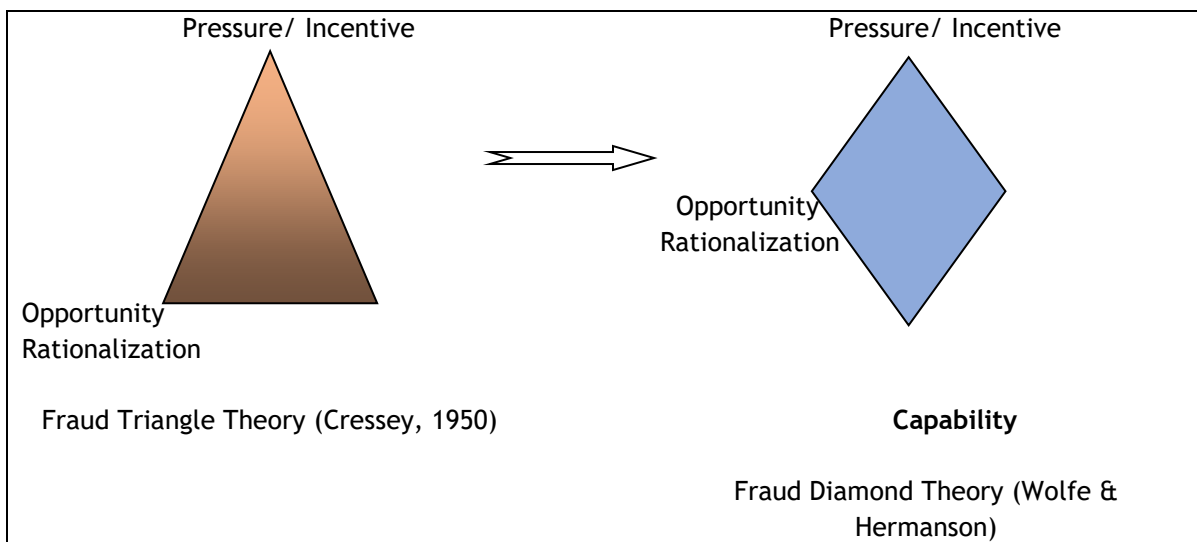 Pressure/ Incentive
Pressure/ Incentive
Opportunity
Rationalization
Opportunity
Rationalization
Fraud Triangle Theory (Cressey, 1950)
Capability
Fraud Diamond Theory (Wolfe &
Hermanson)